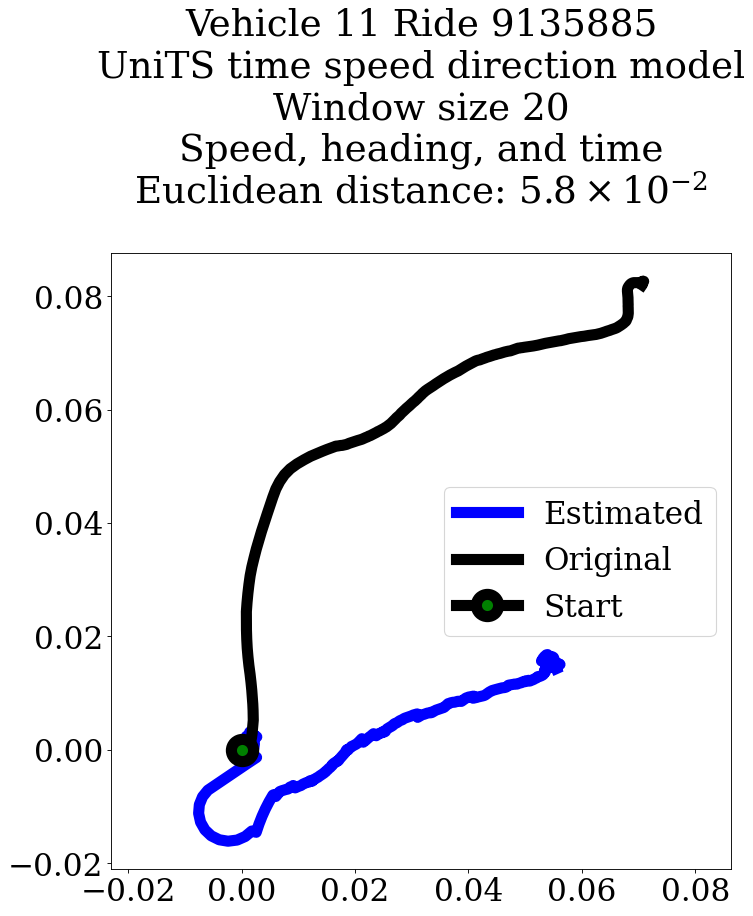 Vehicle 11 Ride 9135885
UniTS time speed direction model
Window size 20
Speed, heading, and time
Euclidean distance: 5.8 × 10⁻²
0.08
0.06
0.04
0.02
0.00
−0.02
Estimated
Original
Start
−0.02 0.00 0.02 0.04 0.06 0.08